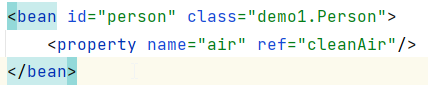 <bean id="person" class="demo1.Person">
<property name="air" ref="cleanAir"/>
</bean>